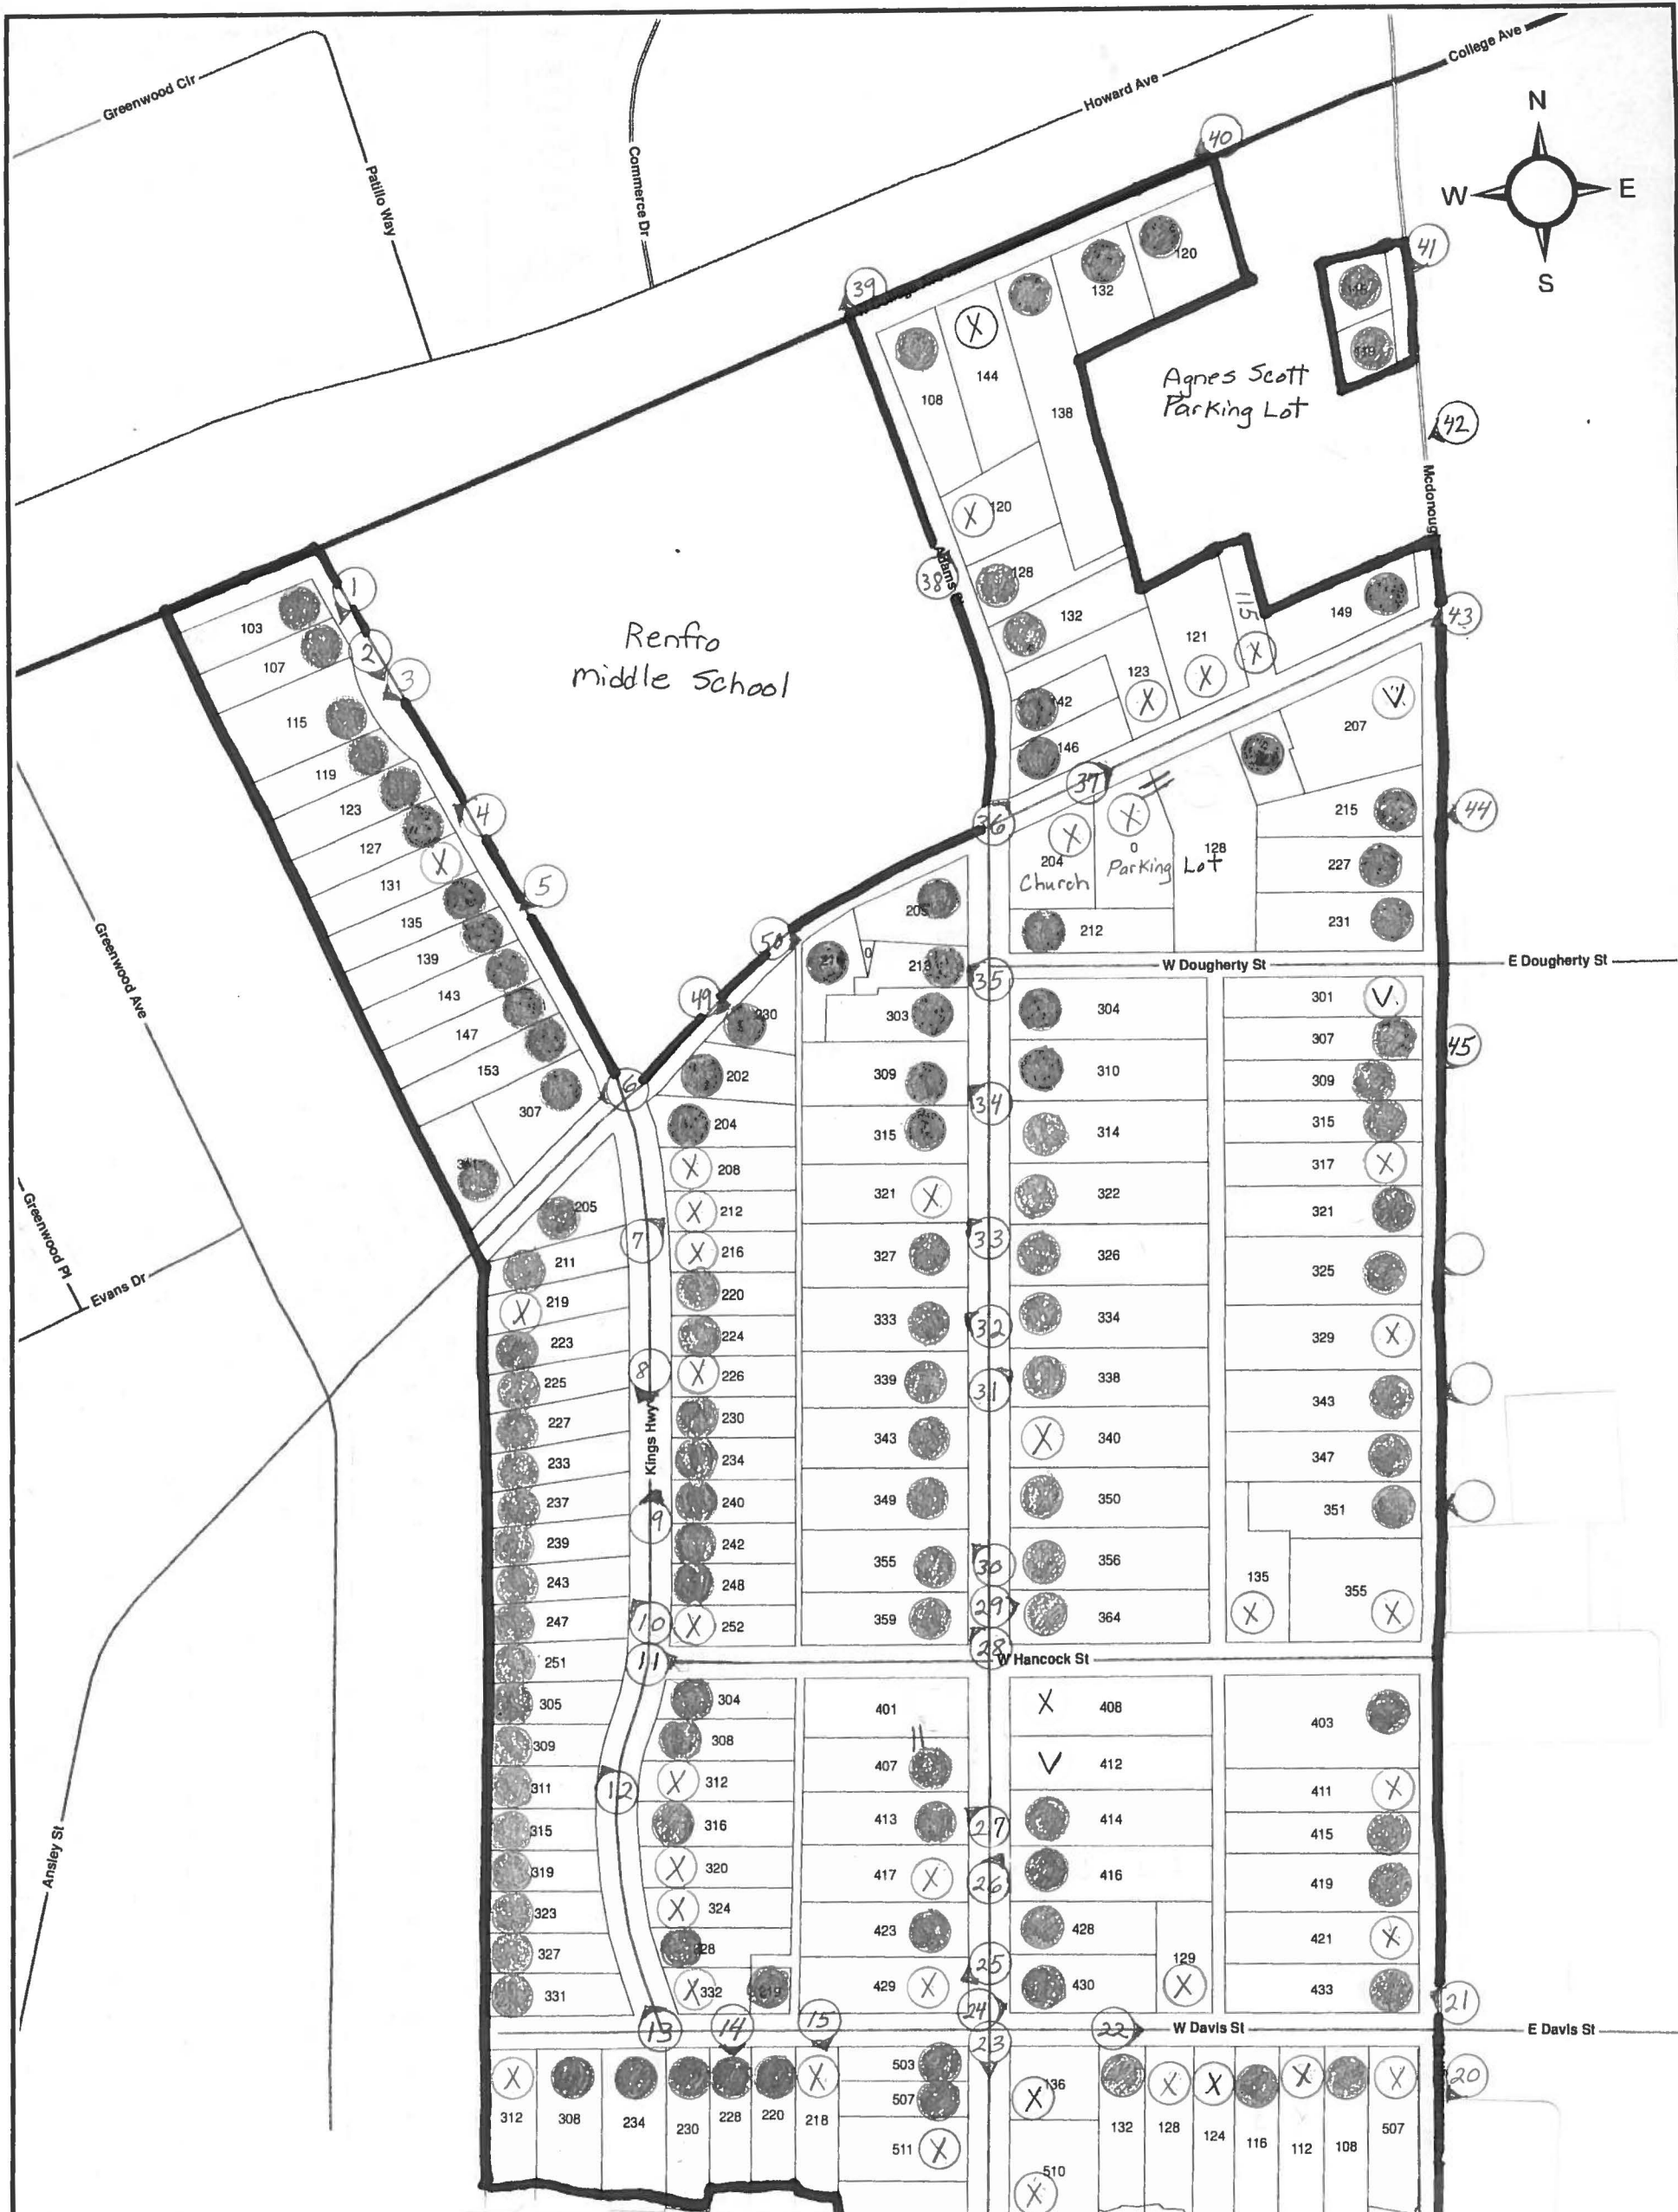 College Ave
Greenwood Cir
Howard Ave
N
40
Commerce Dr
Patillo Way
W
E
41
120
S
39
132
Agnes Scott
Parking Lot
X
144
108
138
42
Mcdonoug
X
120
1
38
128
115
149
103
Renfro
middle School
132
43
2
107
121
X
X
3
123
X
142
V
207
115
146
119
37
123
4
36
X
X
215
44
127
204
0
128
Church
Parking
Lot
X
131
227
5
135
205
231
50
212
139
0
213
35
W Dougherty St
E Dougherty St
Greenwood Ave
143
49
301
V
230
303
304
147
307
45
153
202
309
310
309
6
307
34
204
315
314
315
X
208
317
X
X
212
321
X
322
321
205
Greenwood Pl
7
33
211
X
216
327
326
325
Evans Dr
220
X
219
333
32
334
224
329
X
223
8
X
226
339
31
338
225
343
230
227
343
X
340
Kings Hwy
234
347
233
240
349
350
351
237
9
242
239
355
30
356
135
355
243
248
X
X
10
X
252
359
29
364
247
28
251
11
W Hancock St
305
304
401
X
408
403
309
308
407
V
412
311
12
X
312
411
X
315
316
413
27
414
415
319
X
320
417
X
26
416
419
Ansley St
323
X
324
423
428
421
X
327
328
25
129
331
X
332
219
429
X
430
X
433
24
21
13
14
15
23
22
W Davis St
E Davis St
503
20
X
X
X
X
X
X
X
136
507
312
308
234
230
228
220
218
132
128
124
116
112
108
507
511
X
510
X